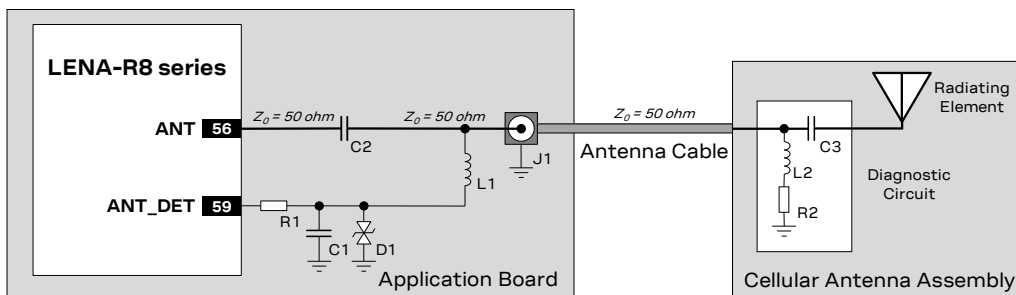 LENA-R8 series
ANT 56
Z0 = 50 ohm
C2
Z0 = 50 ohm
J1
L1
ANT_DET 59
R1
C1
D1
Application Board
Z0 = 50 ohm
Antenna Cable
Radiating
Element
C3
L2
R2
Diagnostic
Circuit
Cellular Antenna Assembly